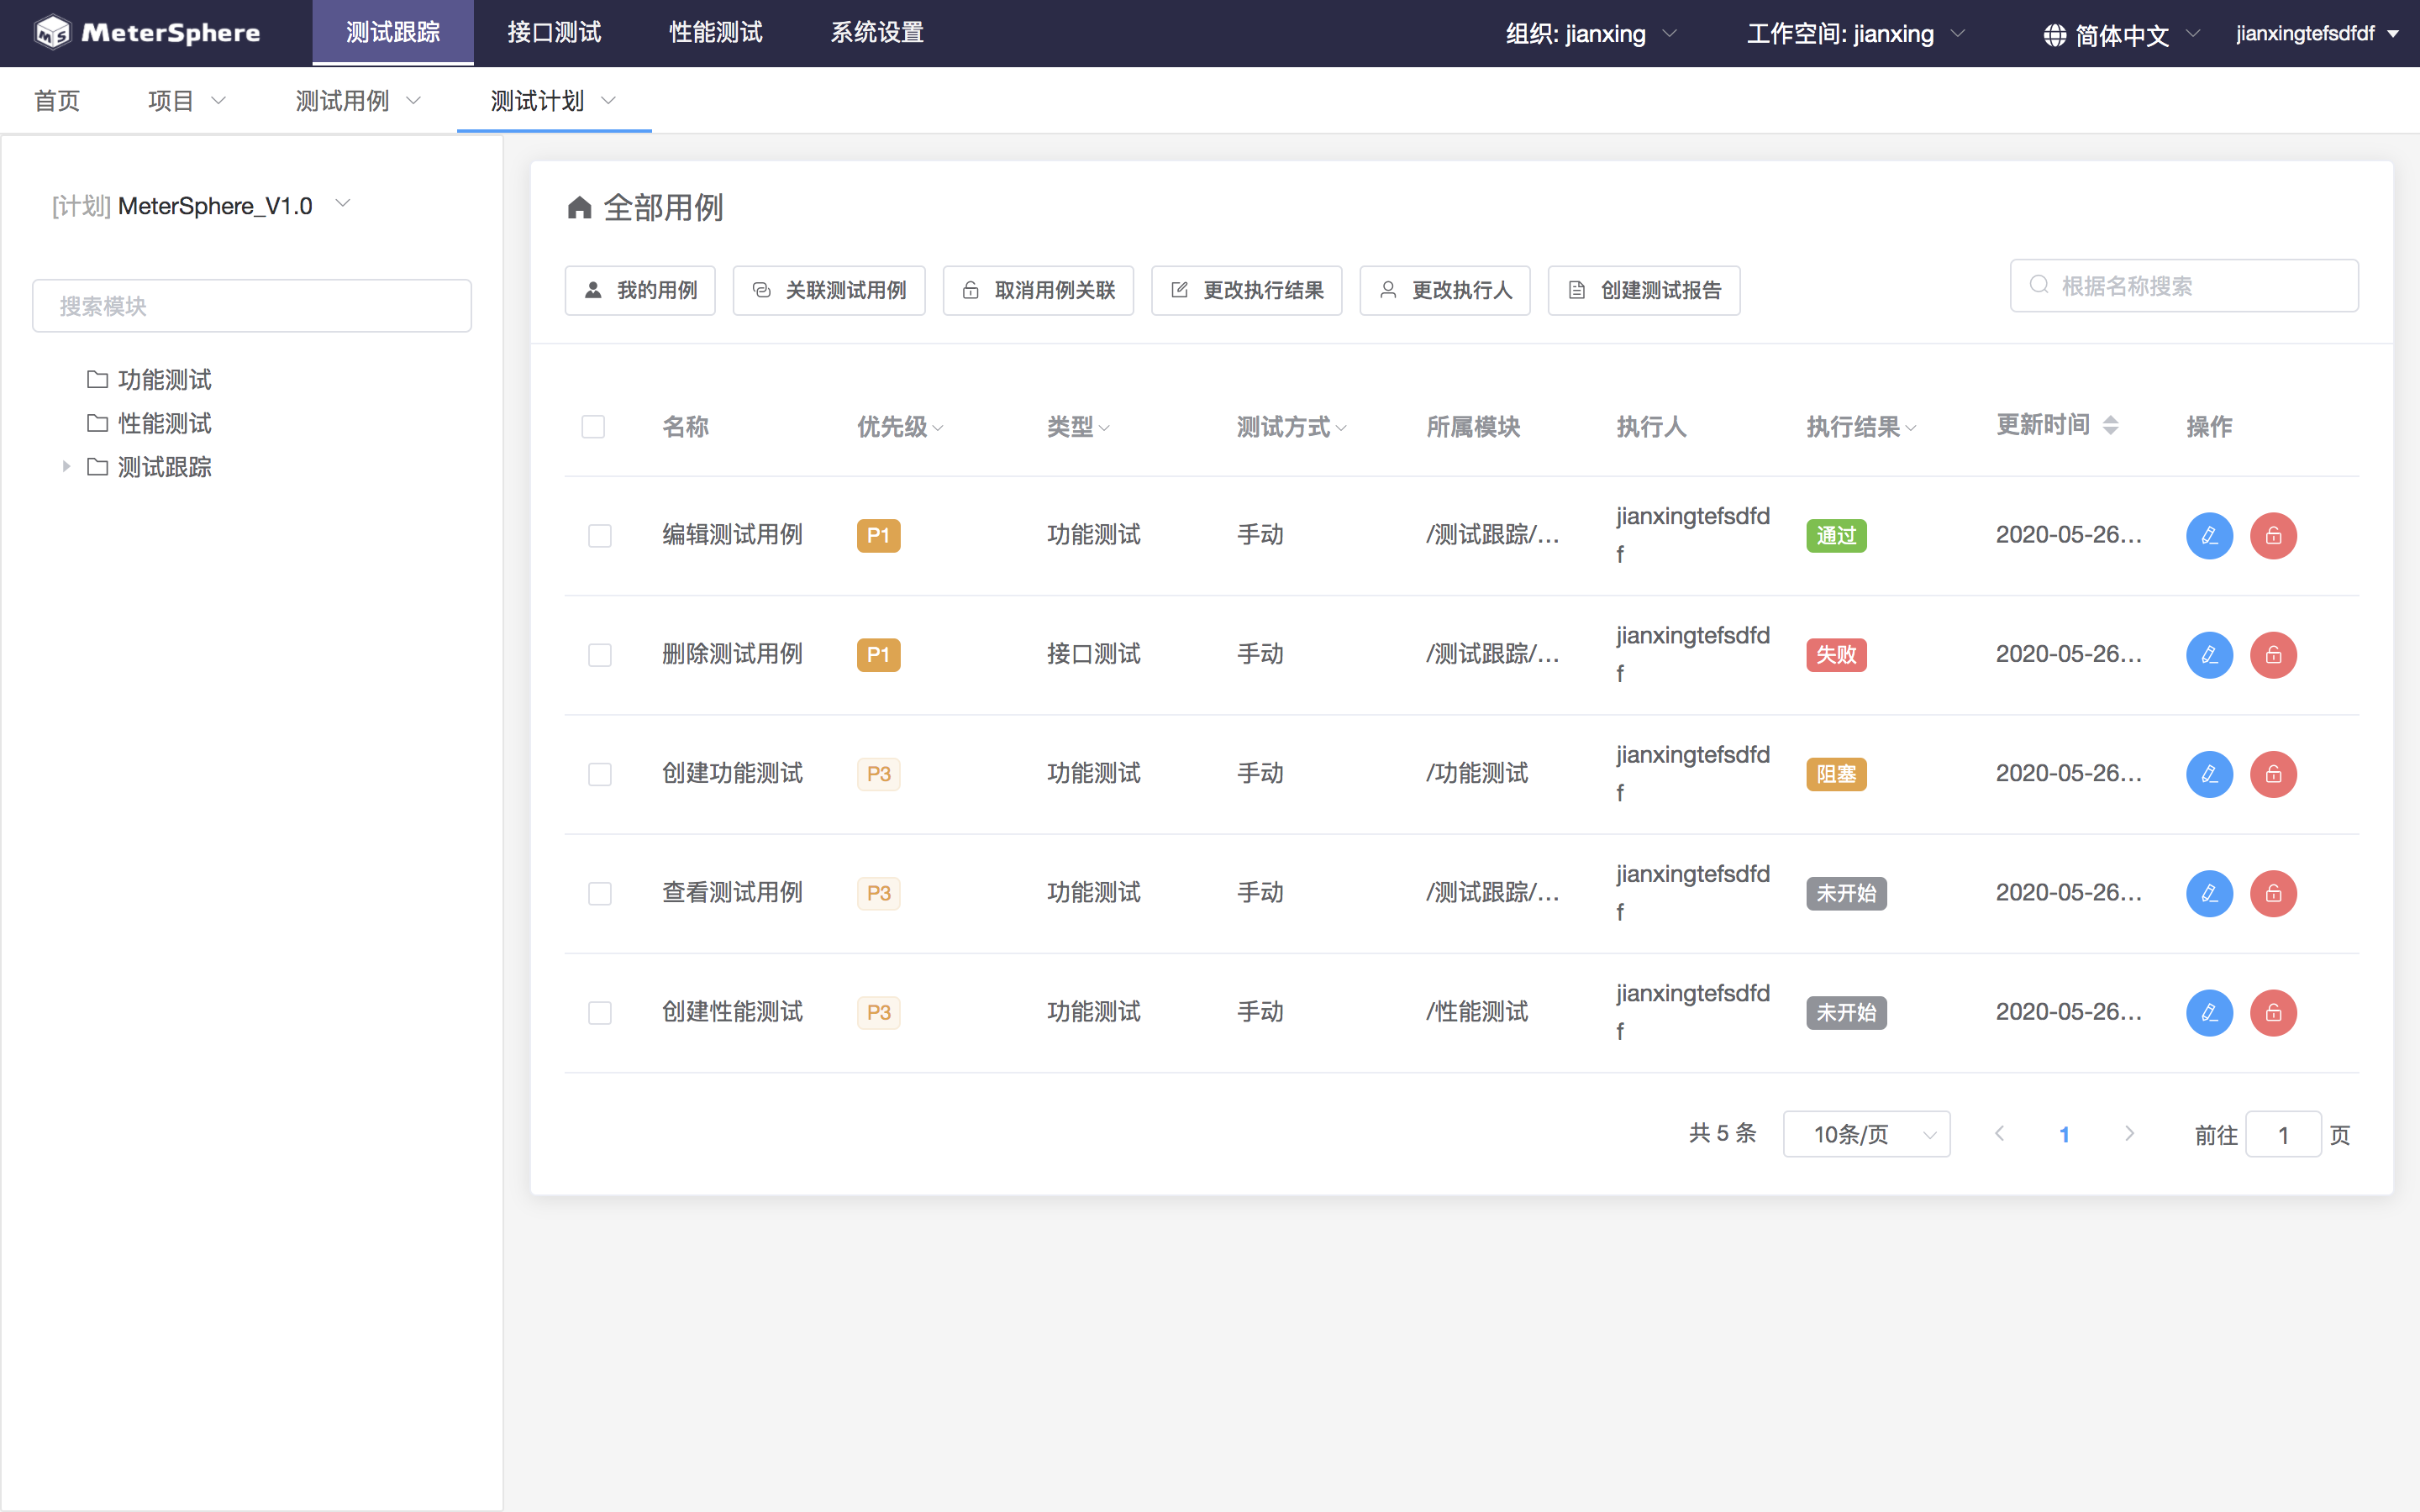 MS MeterSphere 测试跟踪 接口测试 性能测试 系统设置 组织: jianxing 工作空间: jianxing 简体中文 jianxingtefsdfdf
首页 项目 测试用例 测试计划
[计划] MeterSphere_V1.0
搜索模块
功能测试
性能测试
测试跟踪
全部用例
我的用例 关联测试用例 取消用例关联 更改执行结果 更改执行人 创建测试报告 根据名称搜索
名称 优先级 类型 测试方式 所属模块 执行人 执行结果 更新时间 操作
编辑测试用例 P1 功能测试 手动 /测试跟踪/... jianxingtefsdfd 通过 2020-05-26...
f
删除测试用例 P1 接口测试 手动 /测试跟踪/... jianxingtefsdfd 失败 2020-05-26...
f
创建功能测试 P3 功能测试 手动 /功能测试 jianxingtefsdfd 阻塞 2020-05-26...
f
查看测试用例 P3 功能测试 手动 /测试跟踪/... jianxingtefsdfd 未开始 2020-05-26...
f
创建性能测试 P3 功能测试 手动 /性能测试 jianxingtefsdfd 未开始 2020-05-26...
f
共 5 条 10条/页 1 前往 1 页